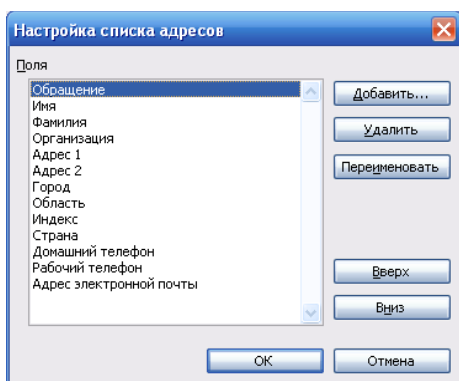 Настройка списка адресов
Поля
Обращение
Имя
Фамилия
Организация
Адрес 1
Адрес 2
Город
Область
Индекс
Страна
Домашний телефон
Рабочий телефон
Адрес электронной почты
Добавить...
Удалить
Переименовать
Вверх
Вниз
ОК
Отмена